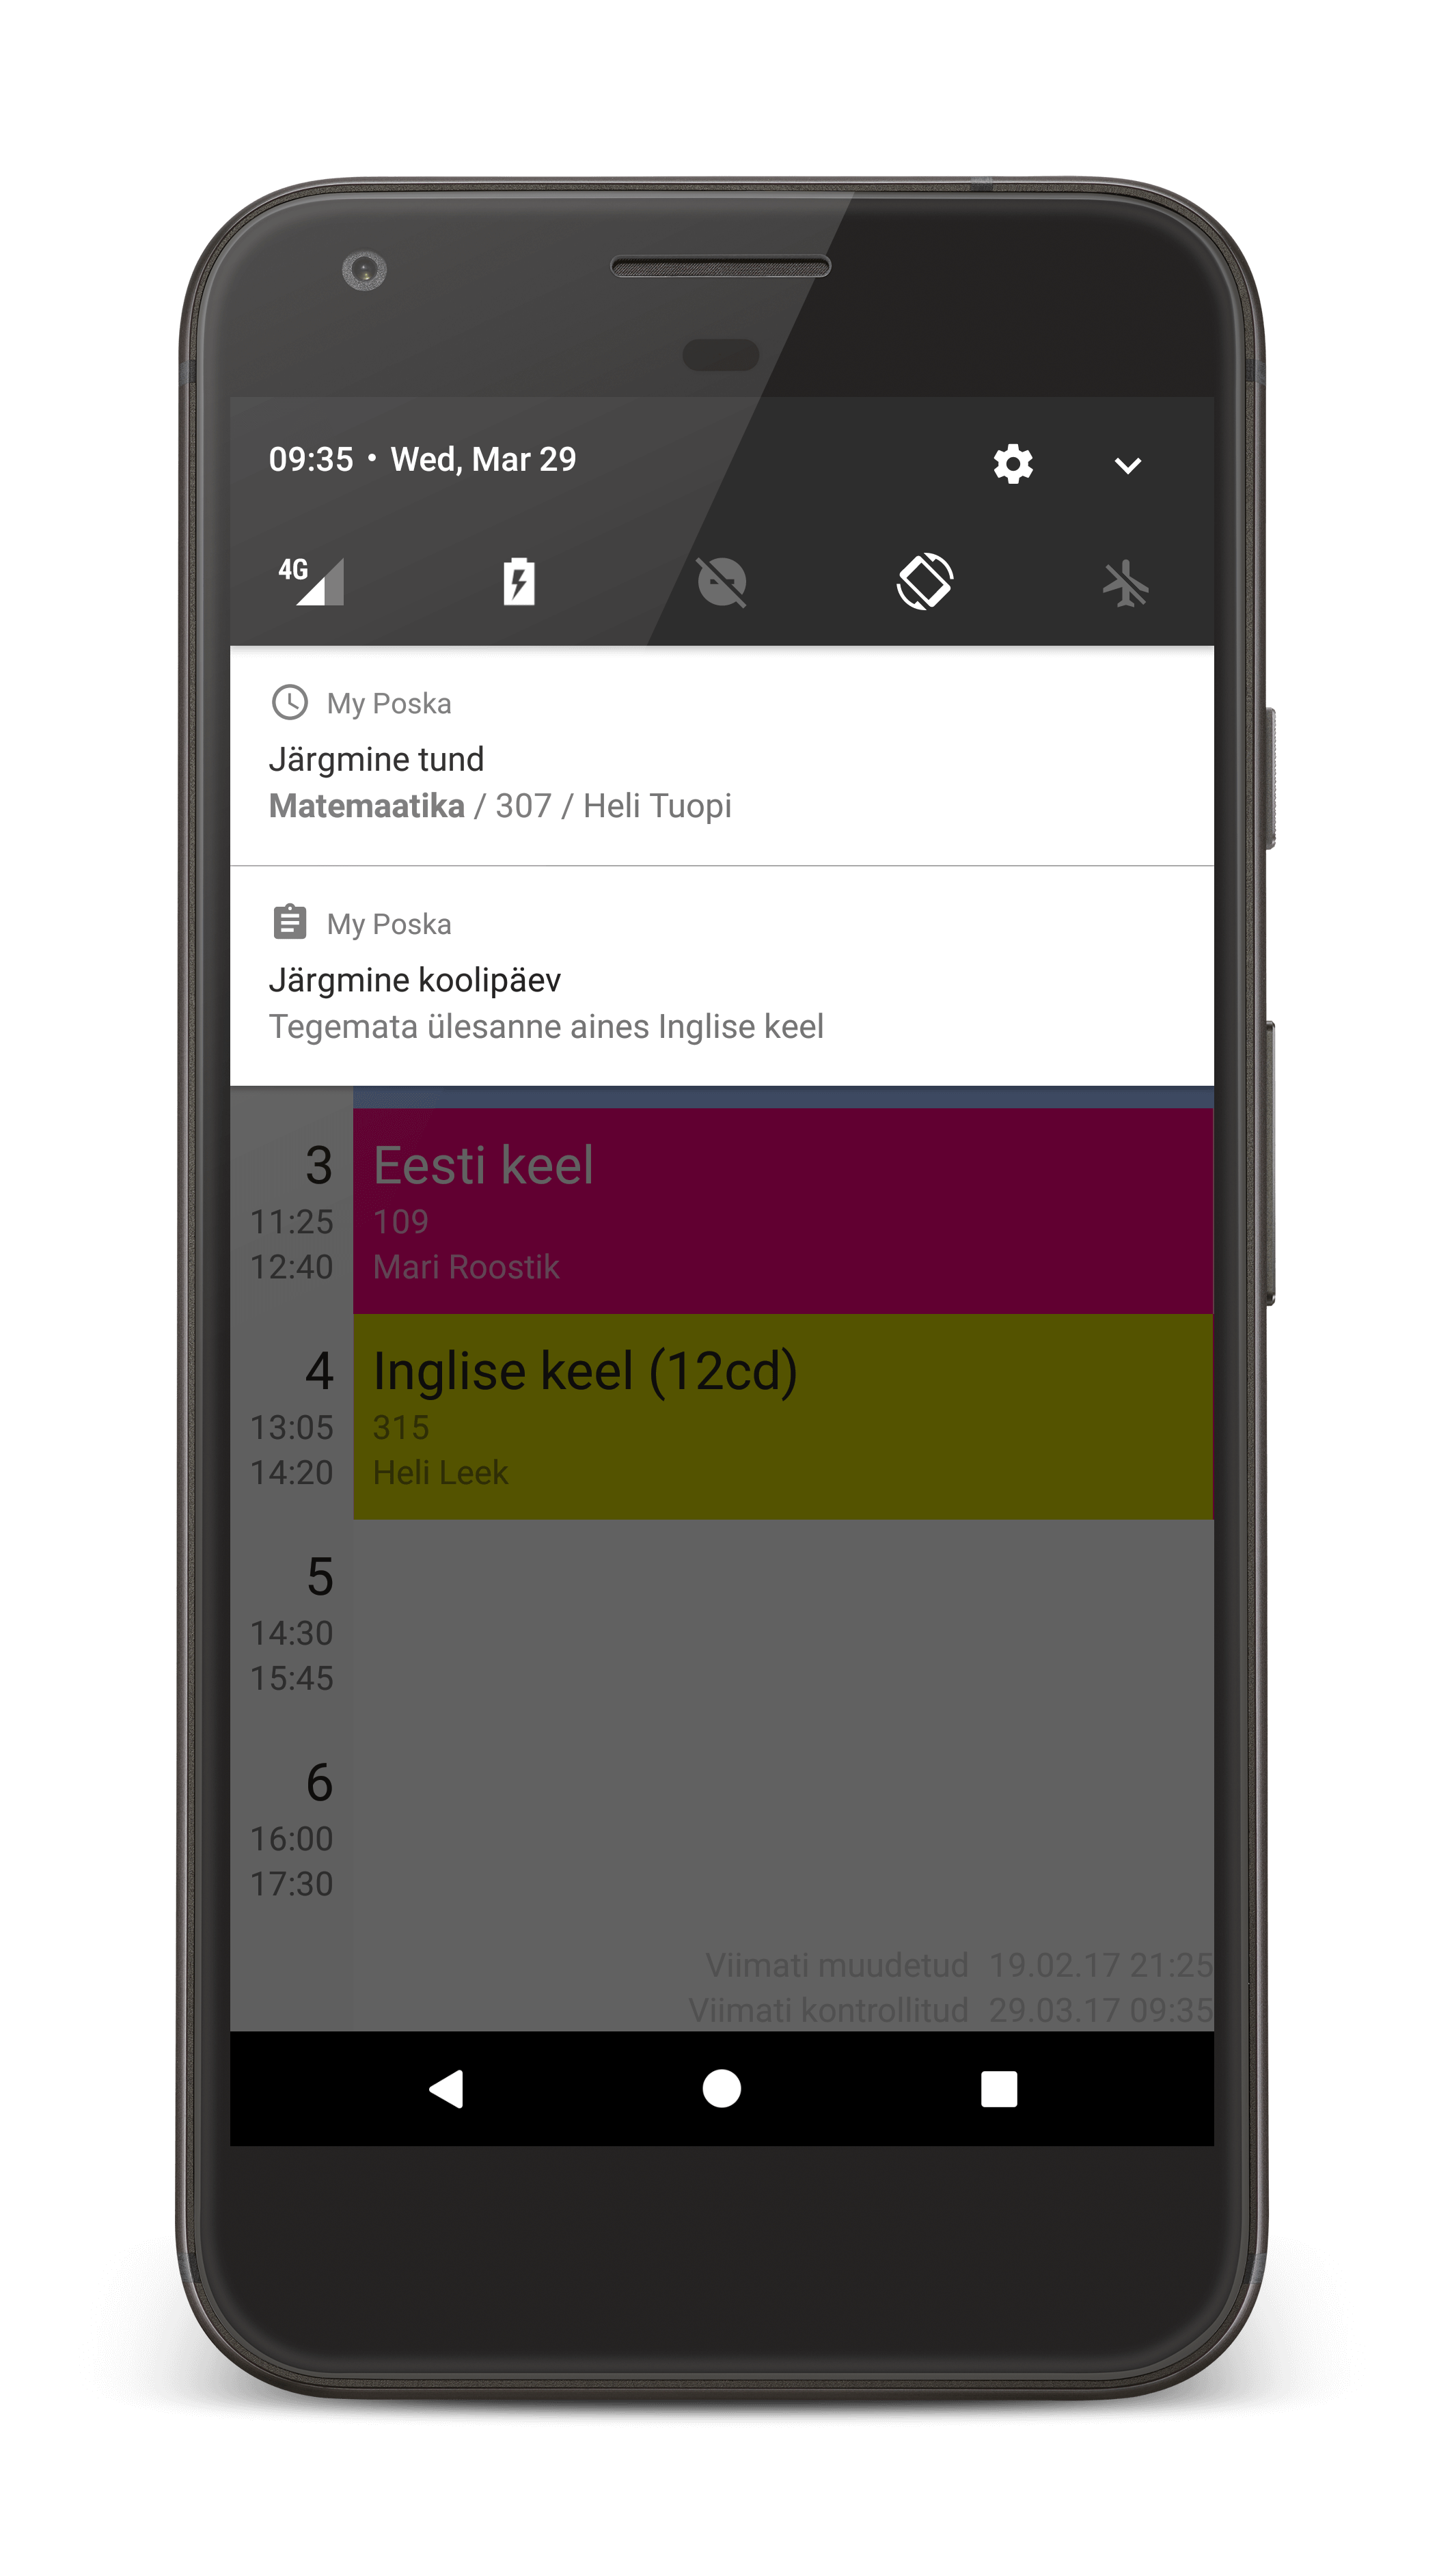 09:35 • Wed, Mar 29
4G
My Poska
Järgmine tund
Matemaatika / 307 / Heli Tuopi
My Poska
Järgmine koolipäev
Tegemata ülesanne aines Inglise keel
3
Eesti keel
11:25
109
12:40
Mari Roostik
4
Inglise keel (12cd)
13:05
315
14:20
Heli Leek
5
14:30
15:45
6
16:00
17:30
Viimati muudetud 19.02.17 21:25
Viimati kontrollitud 29.03.17 09:35